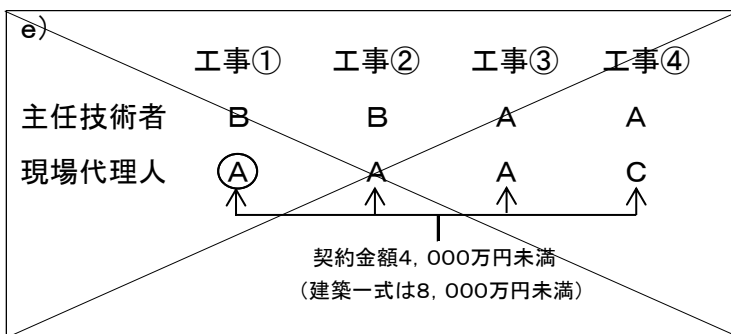 e)
工事① 工事② 工事③ 工事④
主任技術者 B B A A
現場代理人 A A A C
契約金額4,000万円未満
(建築一式は8,000万円未満)